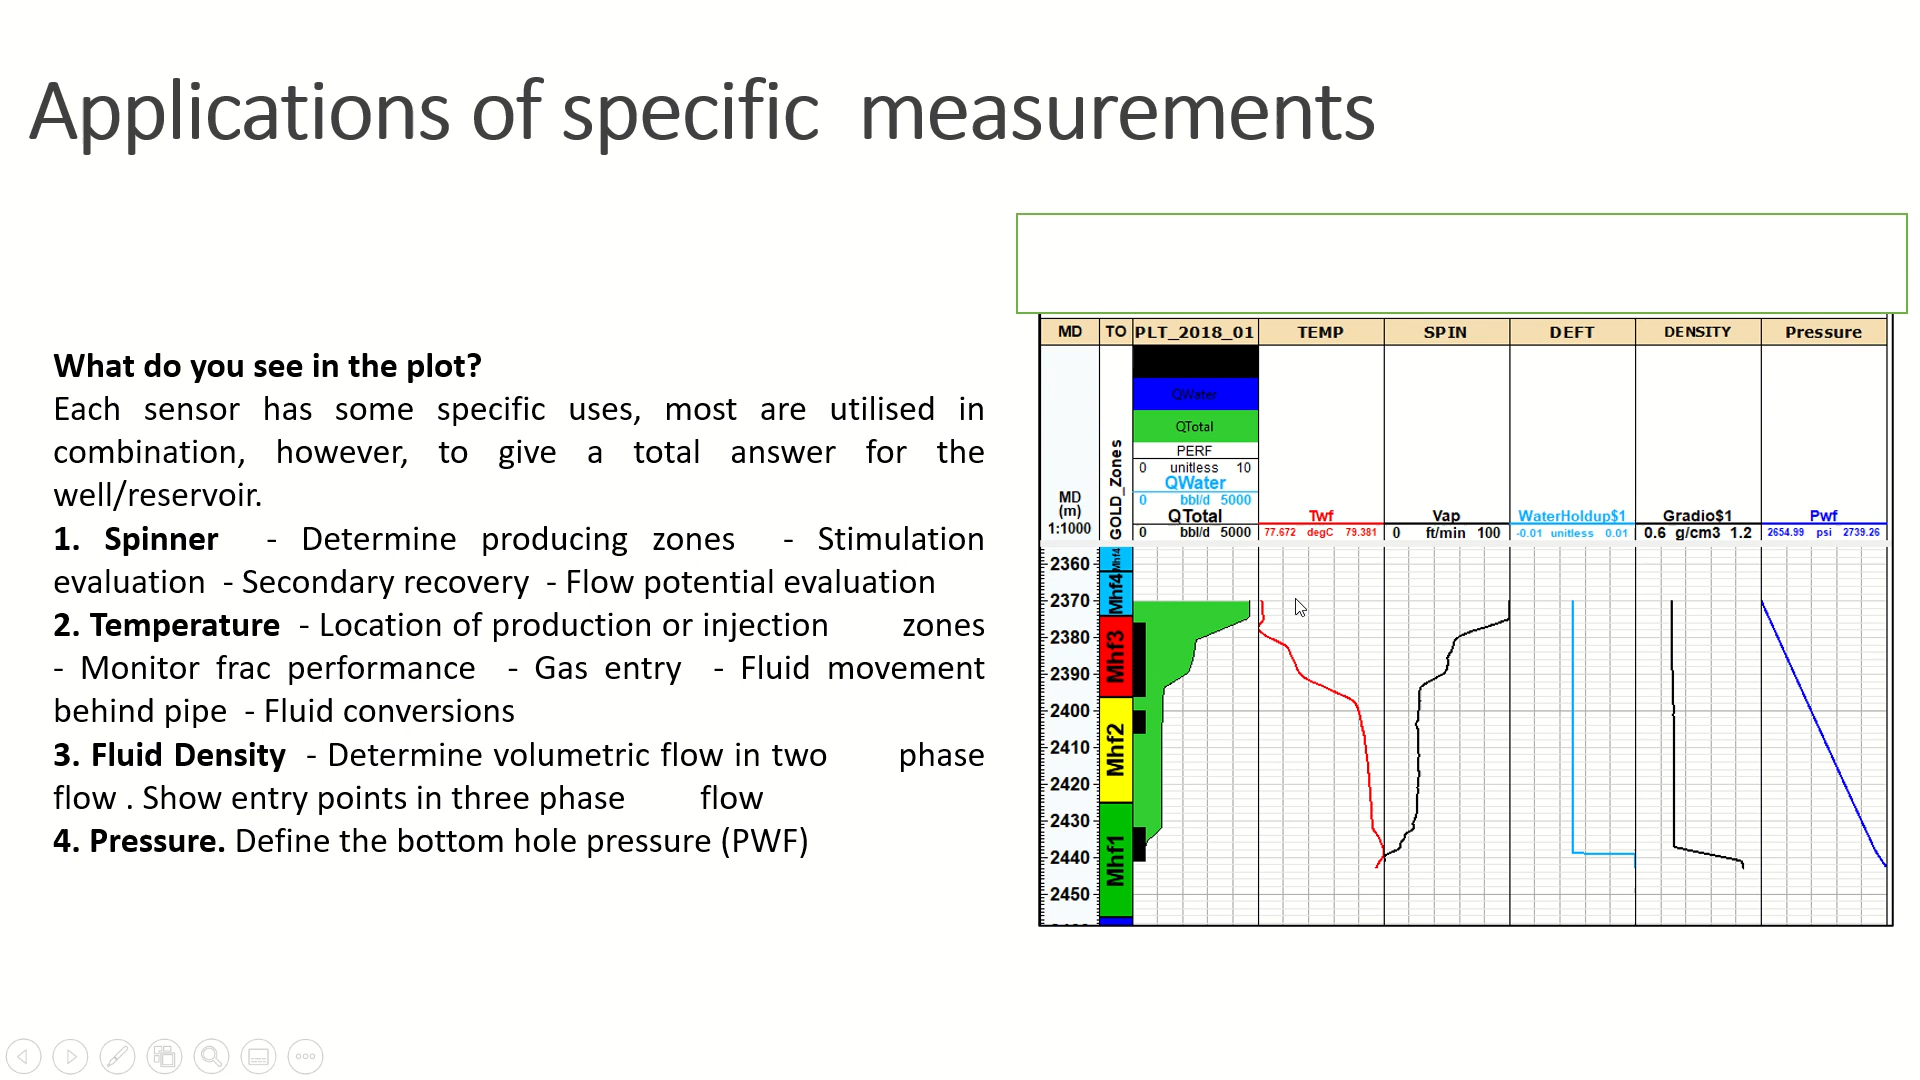 Applications of specific  measurements
What do you see in the plot?
Each sensor has some specific uses, most are utilised in
combination, however, to give a total answer for the
well/reservoir.
1. Spinner - Determine producing zones - Stimulation
evaluation - Secondary recovery - Flow potential evaluation
2. Temperature - Location of production or injection zones
- Monitor frac performance - Gas entry - Fluid movement
behind pipe - Fluid conversions
3. Fluid Density - Determine volumetric flow in two phase
flow . Show entry points in three phase flow
4. Pressure. Define the bottom hole pressure (PWF)
MD TO PLT_2018_01 TEMP SPIN DEFT DENSITY Pressure
QWater
QTotal
PERF
0 unitless 10
QWater
0 bbl/d 5000
QTotal
0 bbl/d 5000
MD
(m)
1:1000
GOLD_Zones
Twf
77.672 degC 79.381
Vap
0 ft/min 100
WaterHoldup$1
-0.01 unitless 0.01
Gradio$1
0.6 g/cm3 1.2
Pwf
2654.99 psi 2739.26
2360
2370
2380
2390
2400
2410
2420
2430
2440
2450
Mhf4
Mhf4
Mhf3
Mhf2
Mhf1